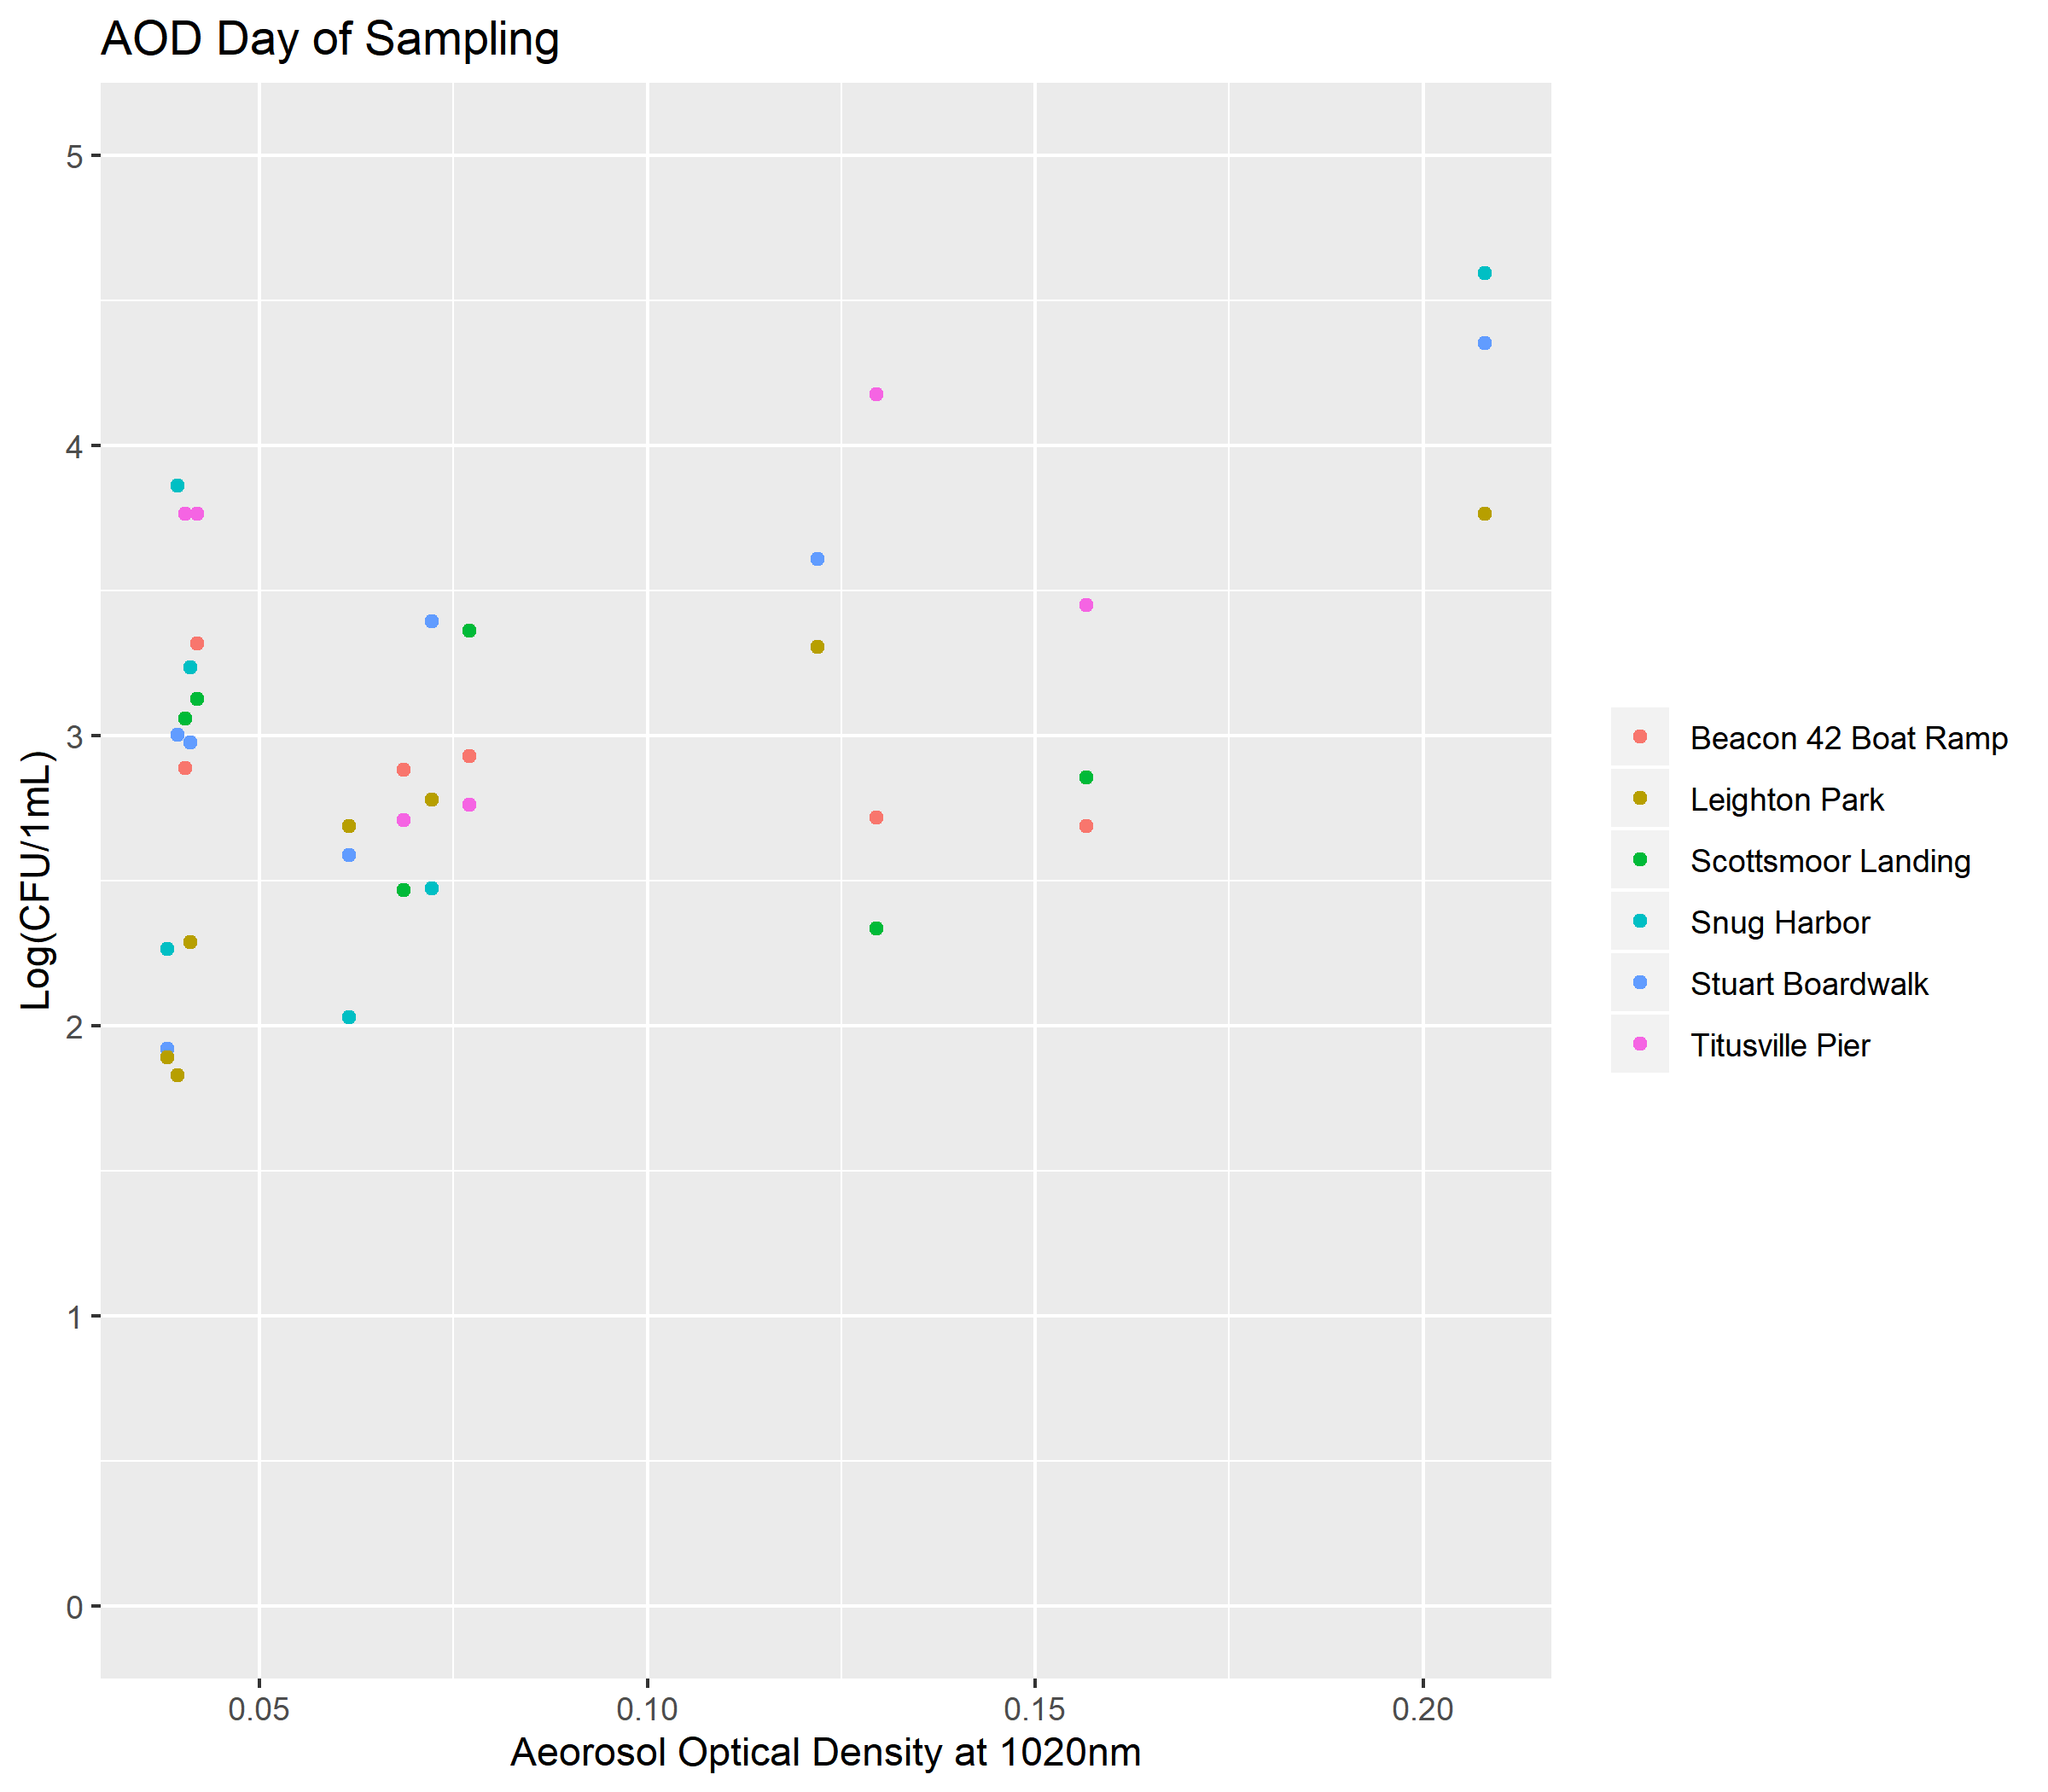 AOD Day of Sampling
5
4
3
2
1
0
Log(CFU/1mL)
0.05
0.10
0.15
0.20
Aeorosol Optical Density at 1020nm
Beacon 42 Boat Ramp
Leighton Park
Scottsmoor Landing
Snug Harbor
Stuart Boardwalk
Titusville Pier